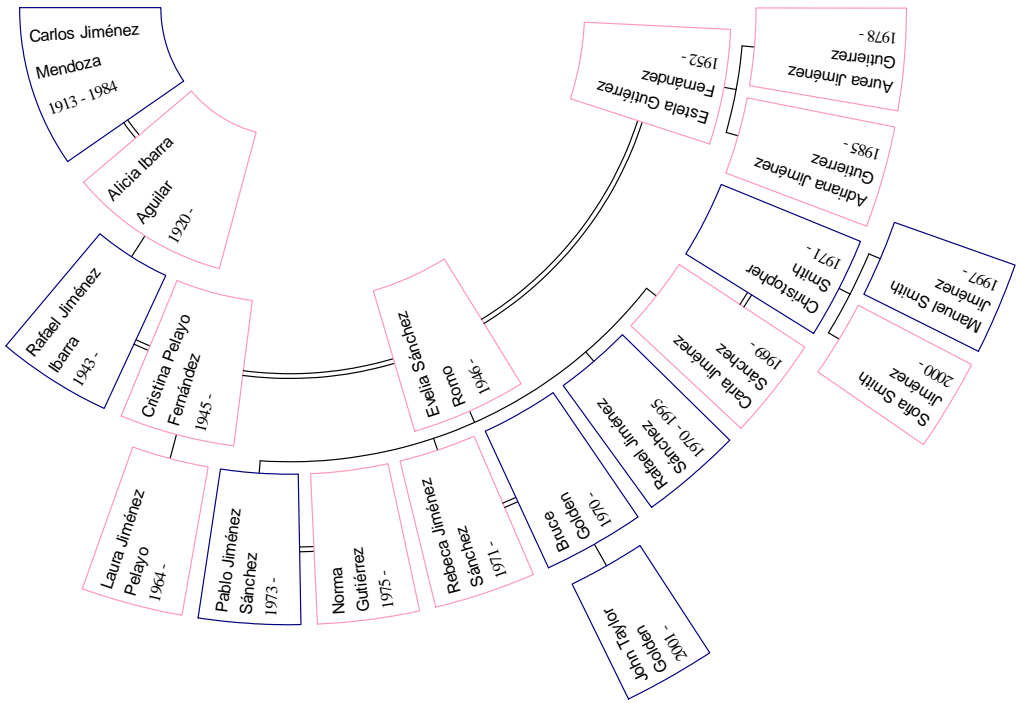 Carlos Jiménez
Mendoza
1913 - 1984
Alicia Ibarra
Aguilar
1920 -
Rafael Jiménez
Ibarra
1943 -
Cristina Pelayo
Fernández
1945 -
Laura Jiménez
Pelayo
1964 -
Evelia Sánchez
Romo
1946 -
Pablo Jiménez
Sánchez
1973 -
Norma
Gutiérrez
1975 -
Rebeca Jiménez
Sánchez
1971 -
Bruce
Golden
1970 -
John Taylor
Golden
2001 -
Rafael Jiménez
Sánchez
1970 - 1995
Carla Jiménez
Sánchez
1969 -
Christopher
Smith
1971 -
Sofia Smith
Jiménez
2000 -
Manuel Smith
Jiménez
1997 -
Estela Gutiérrez
Fernández
1952 -
Adriana Jiménez
Gutiérrez
1985 -
Aurea Jiménez
Gutiérrez
1978 -